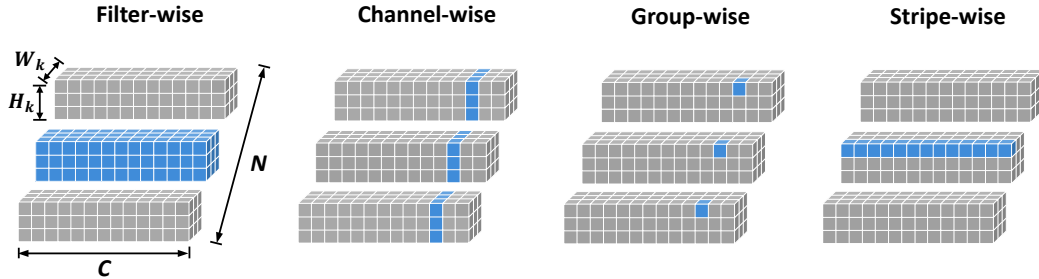 Filter-wise
Channel-wise
Group-wise
Stripe-wise
W_k
H_k
N
C